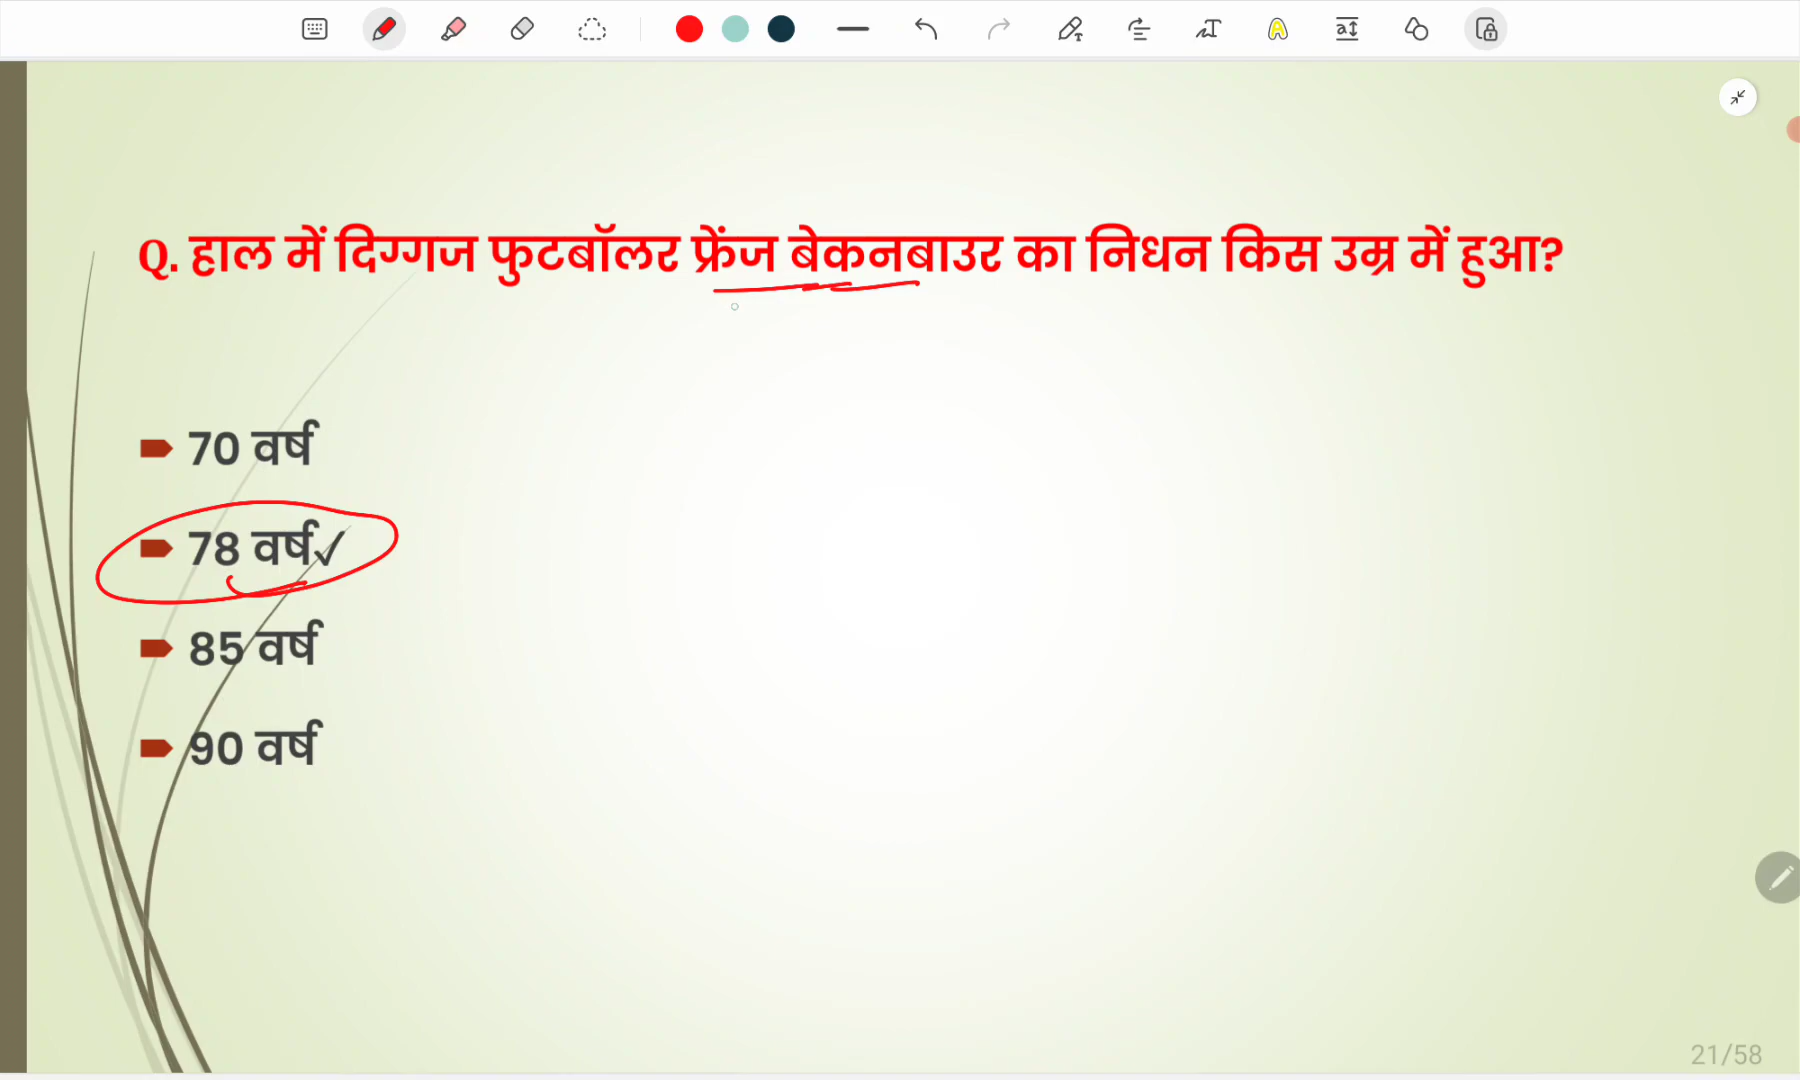 Q. हाल में दिग्गज फुटबॉलर फ्रेंज बेकनबाउर का निधन किस उम्र में हुआ?
70 वर्ष
78 वर्ष✓
85 वर्ष
90 वर्ष
21/58